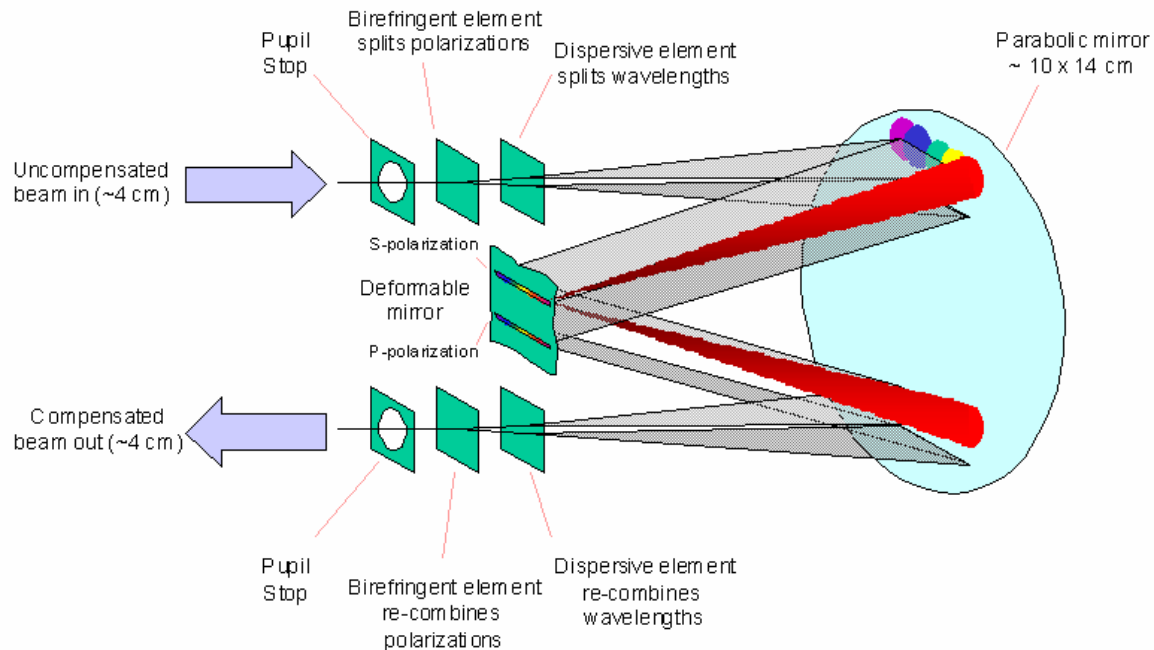 Pupil
Stop
Birefringent element
splits polarizations
Dispersive element
splits wavelengths
Parabolic mirror
~ 10 x 14 cm
Uncompensated
beam in (~4 cm)
S-polarization
Deformable
mirror
P-polarization
Compensated
beam out (~4 cm)
Pupil
Stop
Birefringent element
re-combines
polarizations
Dispersive element
re-combines
wavelengths